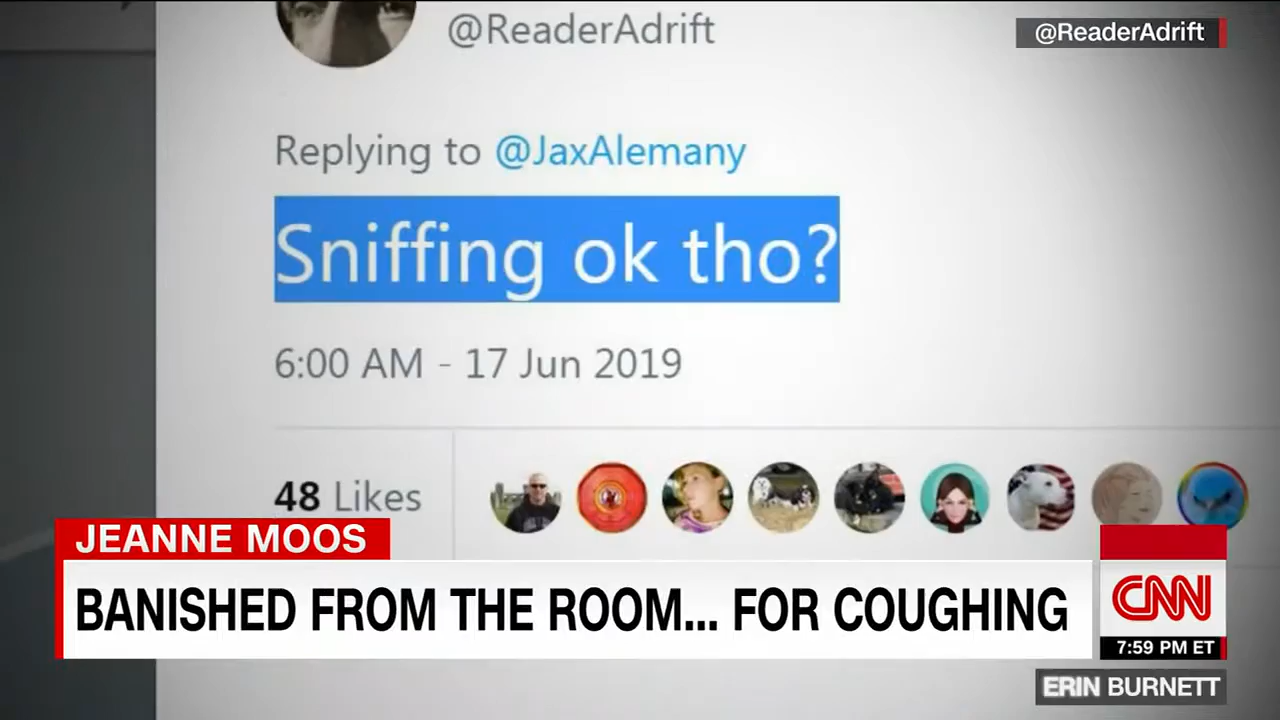 @ReaderAdrift
@ReaderAdrift
Replying to @JaxAlemany
Sniffing ok tho?
6:00 AM - 17 Jun 2019
48 Likes
JEANNE MOOS
BANISHED FROM THE ROOM... FOR COUGHING
CNN
7:59 PM ET
ERIN BURNETT